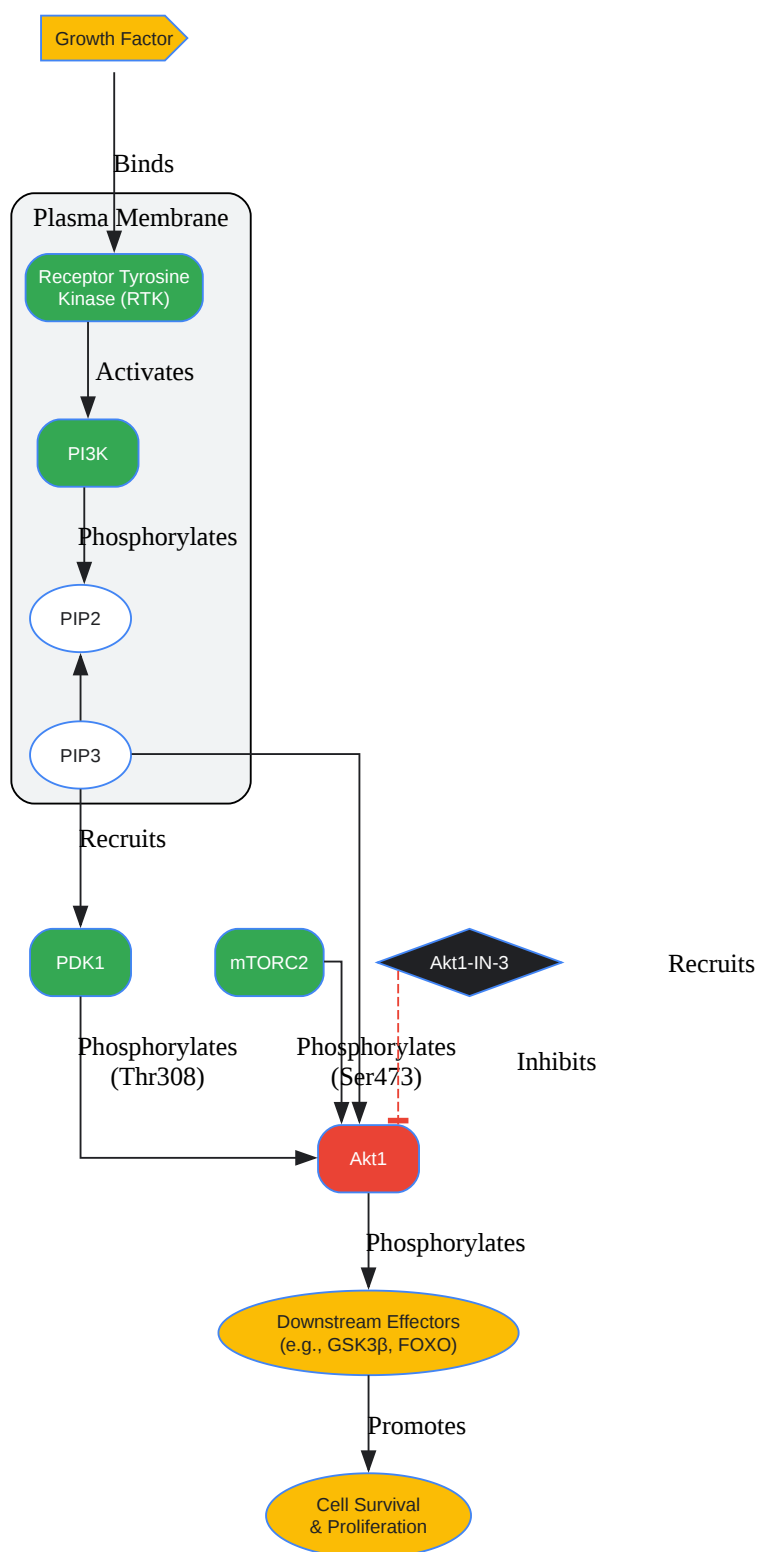 Growth Factor
Binds
Plasma Membrane
Receptor Tyrosine
Kinase (RTK)
Activates
PI3K
Phosphorylates
PIP2
PIP3
Recruits
PDK1
mTORC2
Akt1-IN-3
Recruits
Phosphorylates
(Thr308)
Phosphorylates
(Ser473)
Inhibits
Akt1
Phosphorylates
Downstream Effectors
(e.g., GSK3β, FOXO)
Promotes
Cell Survival
& Proliferation